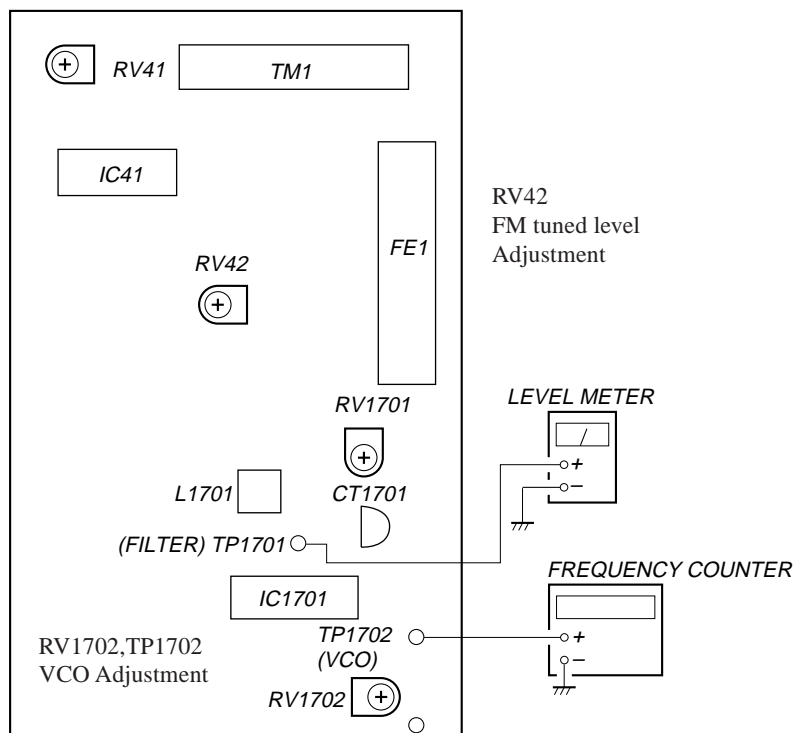 RV41
TM1
IC41
RV42
FM tuned level
Adjustment
FE1
RV42
RV1701
LEVEL METER
+
−
L1701
CT1701
(FILTER) TP1701
FREQUENCY COUNTER
IC1701
+
−
TP1702
(VCO)
RV1702,TP1702
VCO Adjustment
RV1702